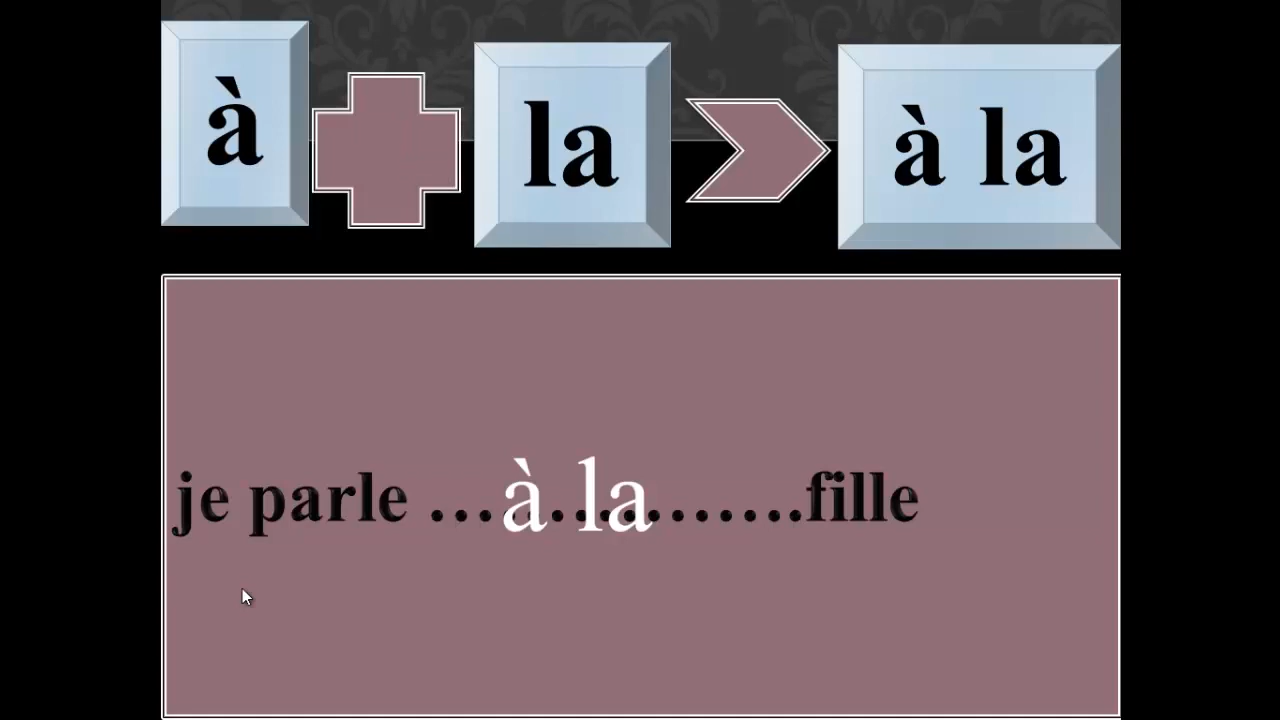 à la à la
je parle ...à la.......fille